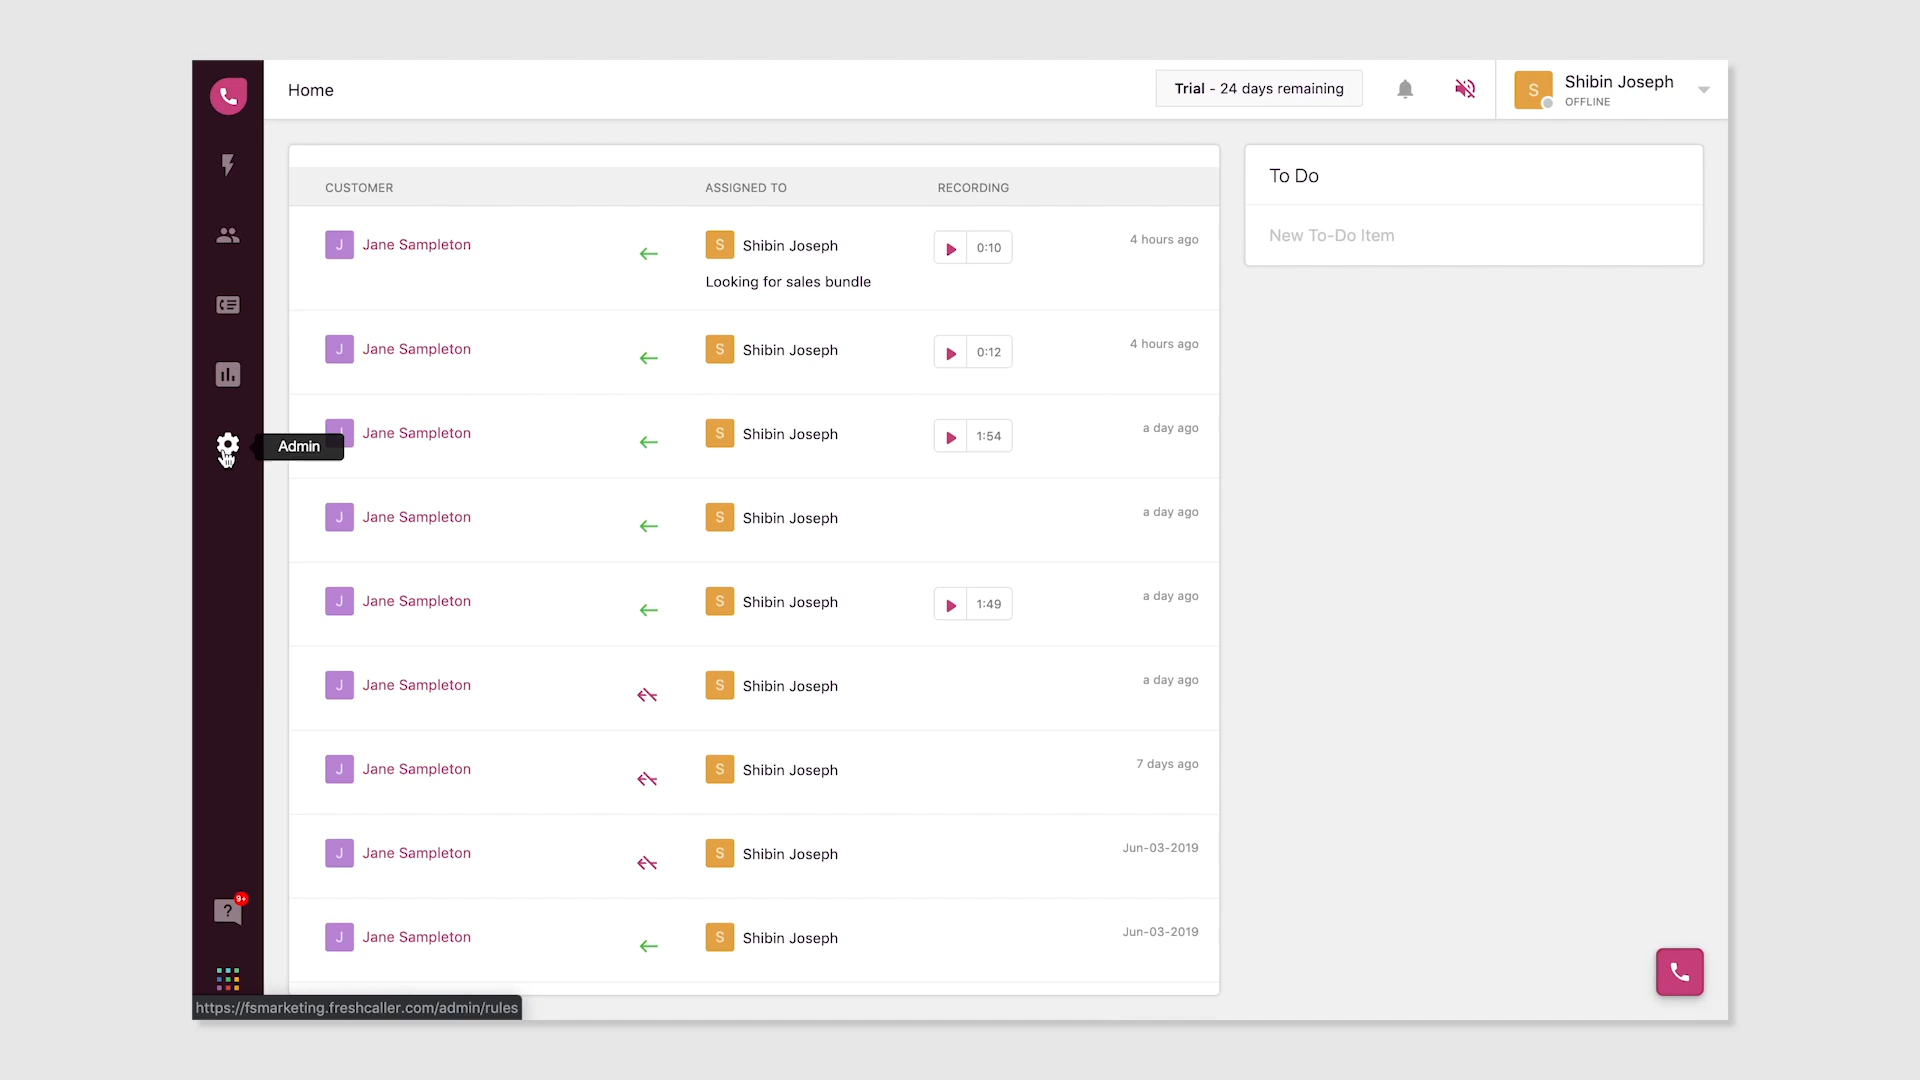 Home
Trial - 24 days remaining
S
Shibin Joseph
OFFLINE
CUSTOMER ASSIGNED TO RECORDING
J Jane Sampleton S Shibin Joseph 0:10 4 hours ago
Looking for sales bundle
J Jane Sampleton S Shibin Joseph 0:12 4 hours ago
J Jane Sampleton S Shibin Joseph 1:54 a day ago
Admin
J Jane Sampleton S Shibin Joseph a day ago
J Jane Sampleton S Shibin Joseph 1:49 a day ago
J Jane Sampleton S Shibin Joseph a day ago
J Jane Sampleton S Shibin Joseph 7 days ago
J Jane Sampleton S Shibin Joseph Jun-03-2019
J Jane Sampleton S Shibin Joseph Jun-03-2019
To Do
New To-Do Item
9+
?
https://fsmarketing.freshcaller.com/admin/rules